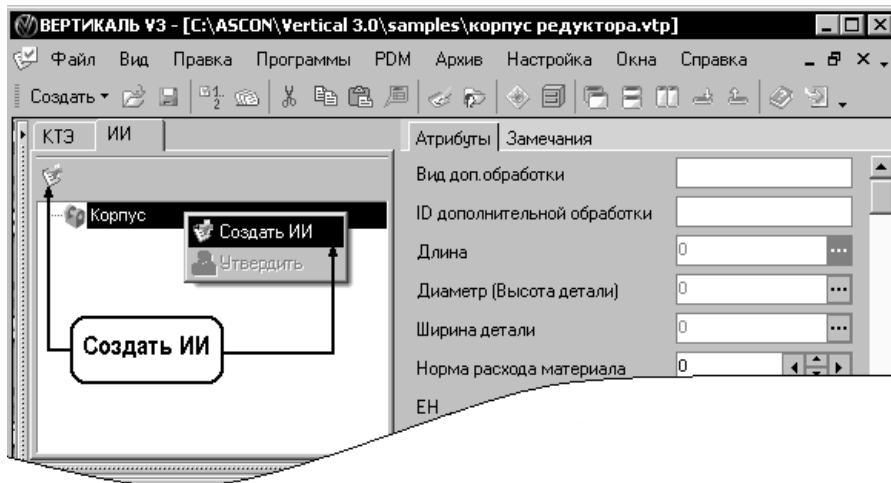 ВЕРТИКАЛЬ V3 - [C:\ASCON\Vertical 3.0\samples\корпус редуктора.vtp]
Файл Вид Правка Программы PDM Архив Настройка Окна Справка
Создать
КТЭ ИИ
Атрибуты Замечания
Вид доп.обработки
Корпус
Создать ИИ
Утвердить
ID дополнительной обработки
Длина 0
Диаметр (Высота детали) 0
Ширина детали 0
Создать ИИ
Норма расхода материала 0
ЕН